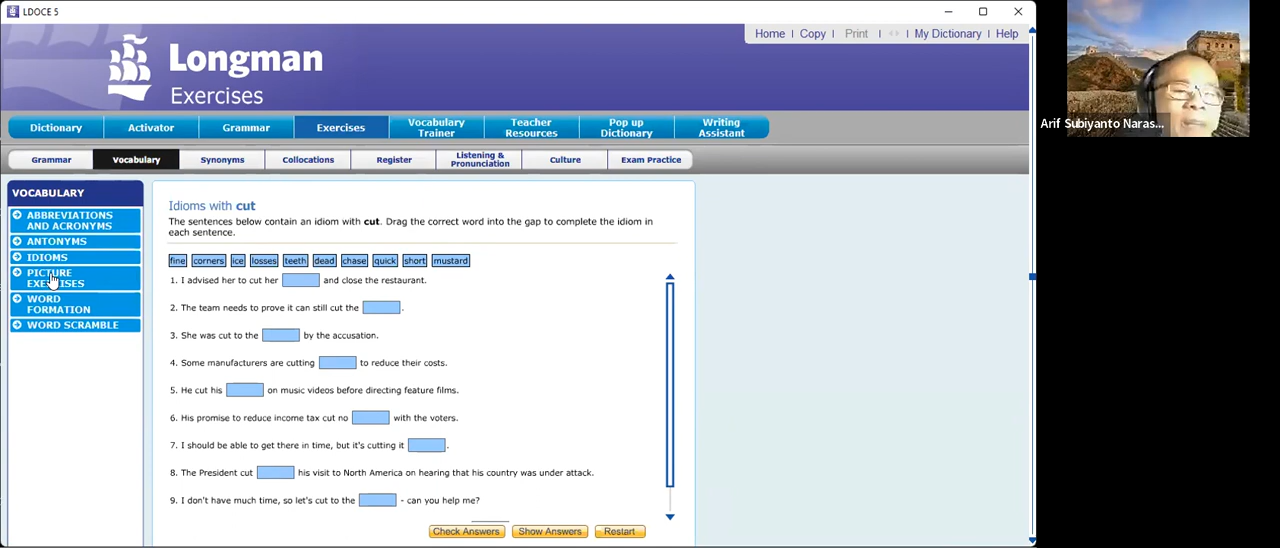 LDOCE 5
Home | Copy | Print | My Dictionary | Help
Longman
Exercises
Dictionary
Activator
Grammar
Exercises
Vocabulary
Trainer
Teacher
Resources
Pop up
Dictionary
Writing
Assistant
Grammar
Vocabulary
Synonyms
Collocations
Register
Listening &
Pronunciation
Culture
Exam Practice
VOCABULARY
ABBREVIATIONS
AND ACRONYMS
ANTONYMS
IDIOMS
PICTURE
EXERCISES
WORD
FORMATION
WORD SCRAMBLE
Idioms with cut
The sentences below contain an idiom with cut. Drag the correct word into the gap to complete the idiom in
each sentence.
fine corners ice losses teeth dead chase quick short mustard
1. I advised her to cut her and close the restaurant.
2. The team needs to prove it can still cut the .
3. She was cut to the by the accusation.
4. Some manufacturers are cutting to reduce their costs.
5. He cut his on music videos before directing feature films.
6. His promise to reduce income tax cut no with the voters.
7. I should be able to get there in time, but it's cutting it .
8. The President cut his visit to North America on hearing that his country was under attack.
9. I don't have much time, so let's cut to the - can you help me?
Check Answers
Show Answers
Restart
Arif Subiyanto Naras...